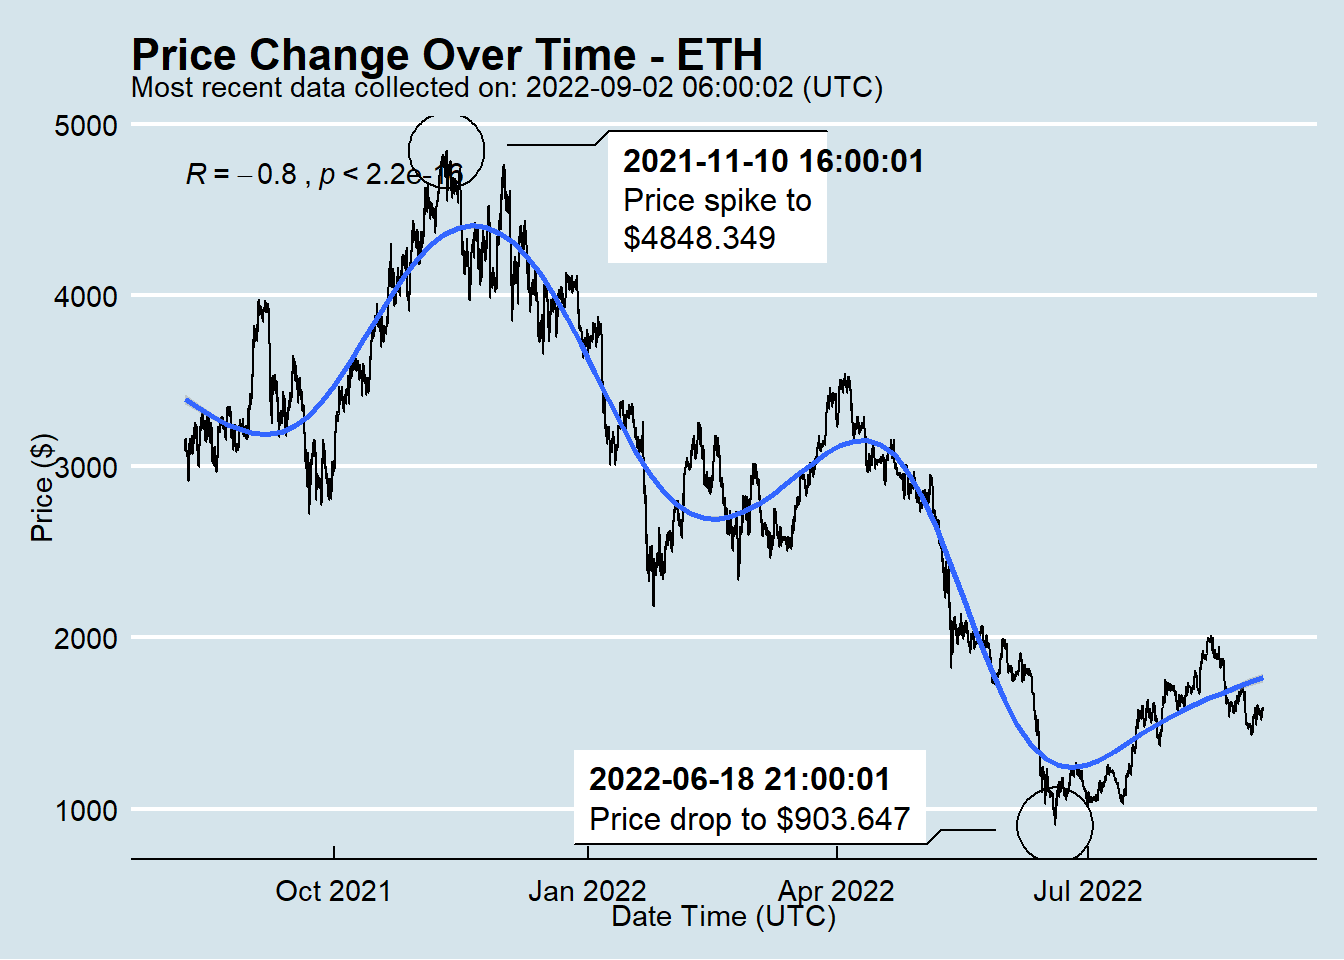 Price Change Over Time - ETH
Most recent data collected on: 2022-09-02 06:00:02 (UTC)
5000
4000
3000
2000
1000
Price ($)
R = −0.8 , p < 2.2e-16
2021-11-10 16:00:01
Price spike to
$4848.349
2022-06-18 21:00:01
Price drop to $903.647
Oct 2021 Jan 2022 Apr 2022 Jul 2022
Date Time (UTC)